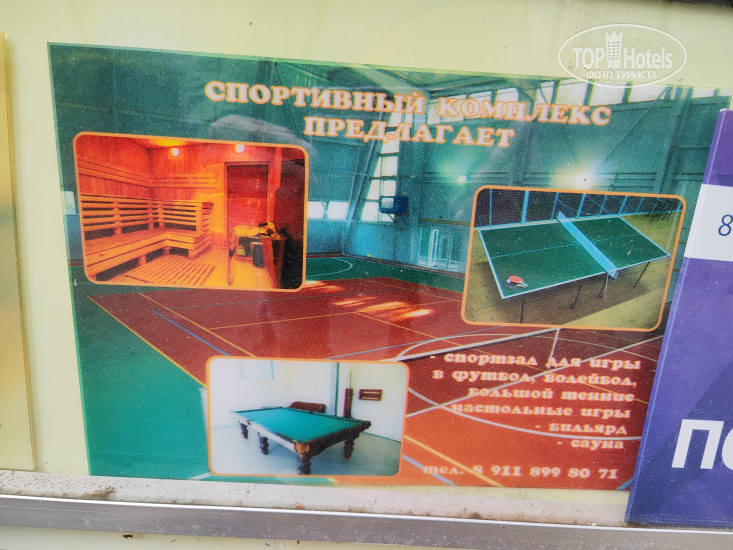 TOP Hotels
ФОТО ТУРИСТА
СПОРТИВНЫЙ КОМПЛЕКС
ПРЕДЛАГАЕТ
8
- спортзал для игры
в футбол, волейбол,
большой теннис
настольные игры
- бильярд
- сауна
тел. 8 911 899 80 71